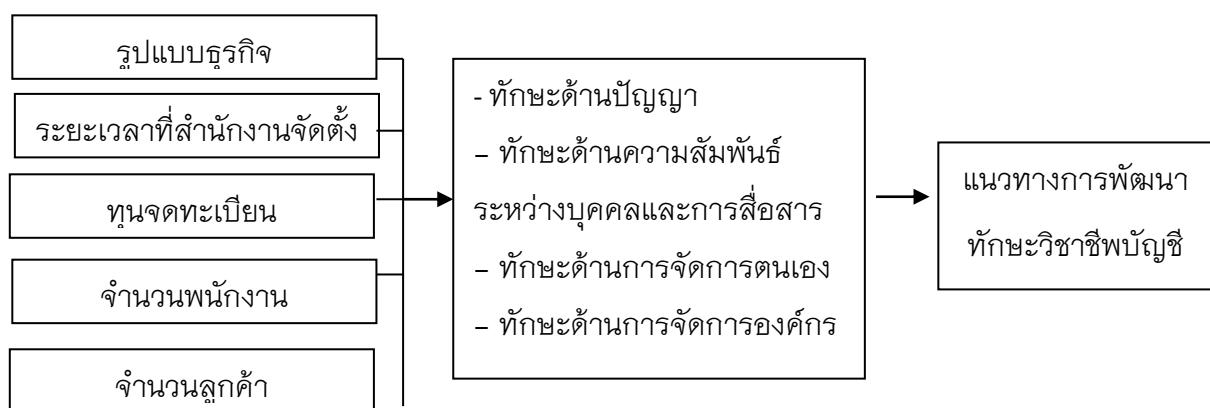 รูปแบบธุรกิจ
ระยะเวลาที่สำนักงานจัดตั้ง
ทุนจดทะเบียน
จำนวนพนักงาน
จำนวนลูกค้า
- ทักษะด้านปัญญา
– ทักษะด้านความสัมพันธ์
ระหว่างบุคคลและการสื่อสาร
– ทักษะด้านการจัดการตนเอง
– ทักษะด้านการจัดการองค์กร
แนวทางการพัฒนา
ทักษะวิชาชีพบัญชี